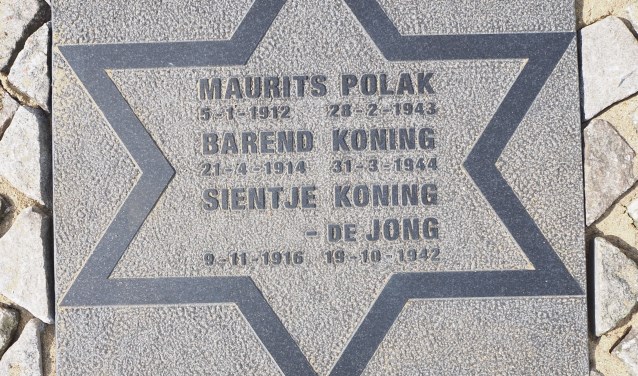 MAURITS POLAK
5-1-1912 28-2-1943
BAREND KONING
21-4-1914 31-3-1944
SIENTJE KONING
- DE JONG
9-11-1916 19-10-1942